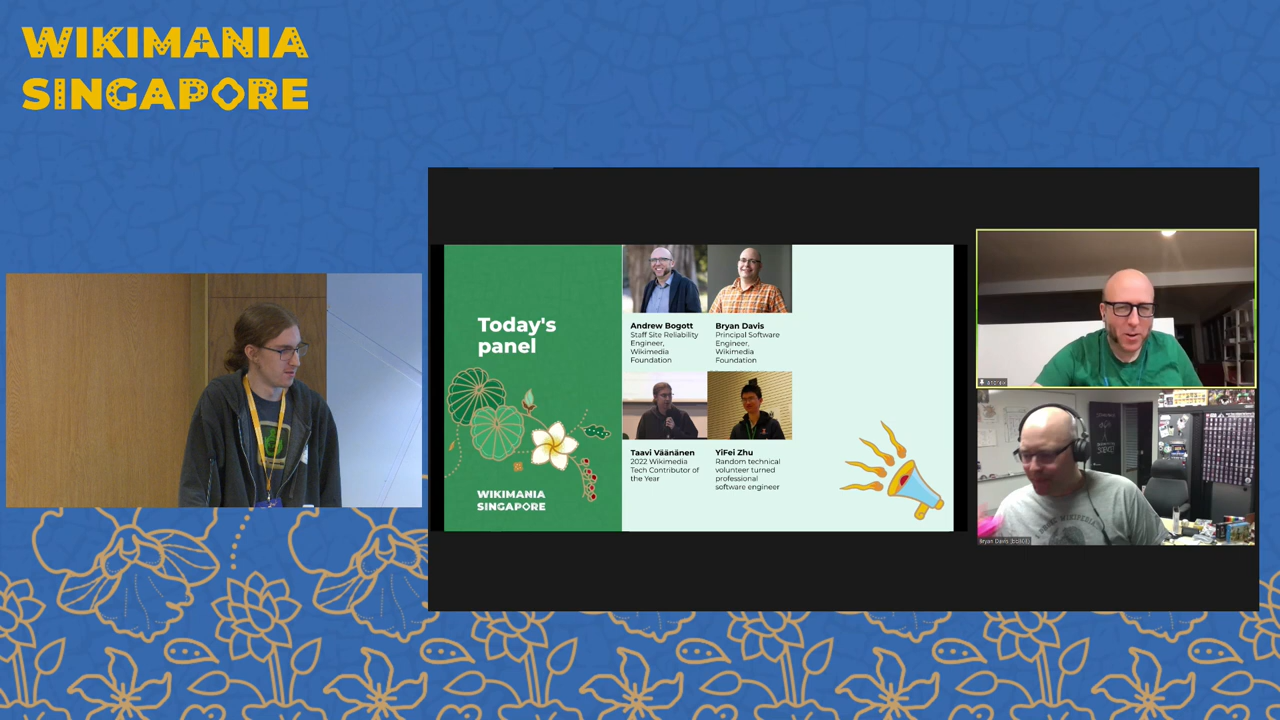 WIKIMANIA
SINGAPORE
Today's
panel
WIKIMANIA
SINGAPORE
Andrew Bogott
Staff Site Reliability
Engineer,
Wikimedia
Foundation
Bryan Davis
Principal Software
Engineer,
Wikimedia
Foundation
Taavi Väänänen
2022 Wikimedia
Tech Contributor of
the Year
YiFei Zhu
Random technical
volunteer turned
professional
software engineer